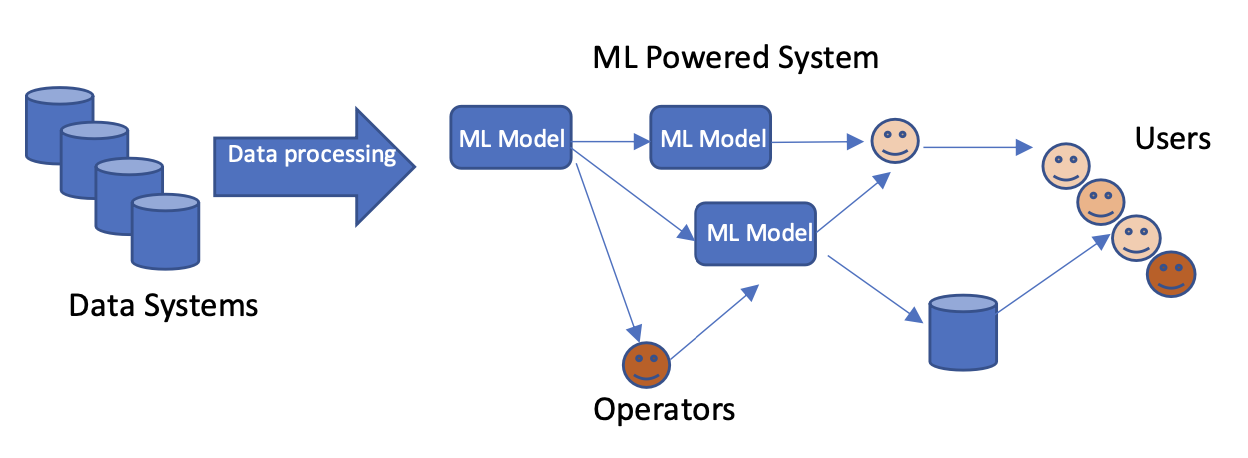 ML Powered System
Data processing
ML Model
ML Model
Users
ML Model
Data Systems
Operators